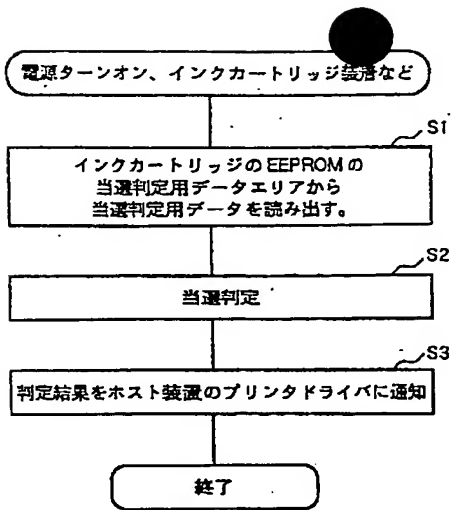 電源ターンオン、インクカートリッジ装着など
S1
インクカートリッジのEEPROMの
当選判定用データエリアから
当選判定用データを読み出す。
S2
当選判定
S3
判定結果をホスト装置のプリンタドライバに通知
終了